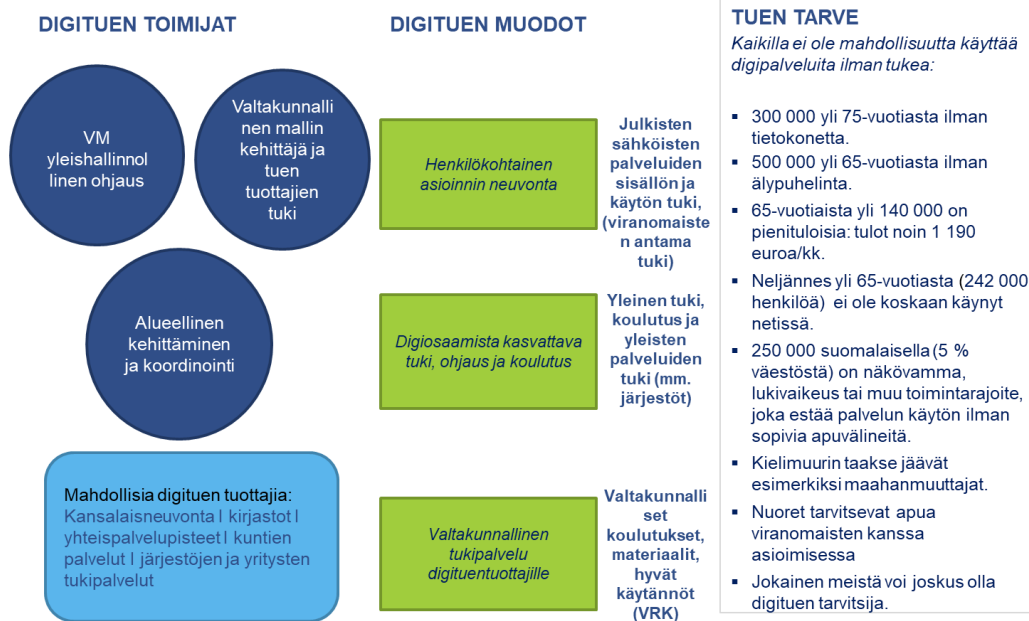 DIGITUEN TOIMIJAT
VM
yleishallinnol
linen ohjaus
Valtakunnalli
nen mallin
kehittäjä ja
tuen
tuottajien
tuki
Alueellinen
kehittäminen
ja koordinointi
Mahdollisia digituen tuottajia:
Kansalaisneuvonta I kirjastot I
yhteispalvelupisteet I kuntien
palvelut I järjestöjen ja yritysten
tukipalvelut
DIGITUEN MUODOT
Henkilökohtainen
asioinnin neuvonta
Julkisten
sähköisten
palveluiden
sisällön ja
käytön tuki,
(viranomaiste
n antama
tuki)
Digiosaamista kasvattava
tuki, ohjaus ja koulutus
Yleinen tuki,
koulutus ja
yleisten
palveluiden
tuki (mm.
järjestöt)
Valtakunnallinen
tukipalvelu
digituentuottajille
Valtakunnalli
set
koulutukset,
materiaalit,
hyvät
käytännöt
(VRK)
TUEN TARVE
Kaikilla ei ole mahdollisuutta käyttää
digipalveluita ilman tukea:
▪ 300 000 yli 75-vuotiasta ilman
tietokonetta.
▪ 500 000 yli 65-vuotiasta ilman
älypuhelinta.
▪ 65-vuotiaista yli 140 000 on
pienituloisia: tulot noin 1 190
euroa/kk.
▪ Neljännes yli 65-vuotiasta (242 000
henkilöä) ei ole koskaan käynyt
netissä.
▪ 250 000 suomalaisella (5 %
väestöstä) on näkövamma,
lukivaikeus tai muu toimintarajoite,
joka estää palvelun käytön ilman
sopivia apuvälineitä.
▪ Kielimuurin taakse jäävät
esimerkiksi maahanmuuttajat.
▪ Nuoret tarvitsevat apua
viranomaisten kanssa
asioimisessa
▪ Jokainen meistä voi joskus olla
digituen tarvitsija.